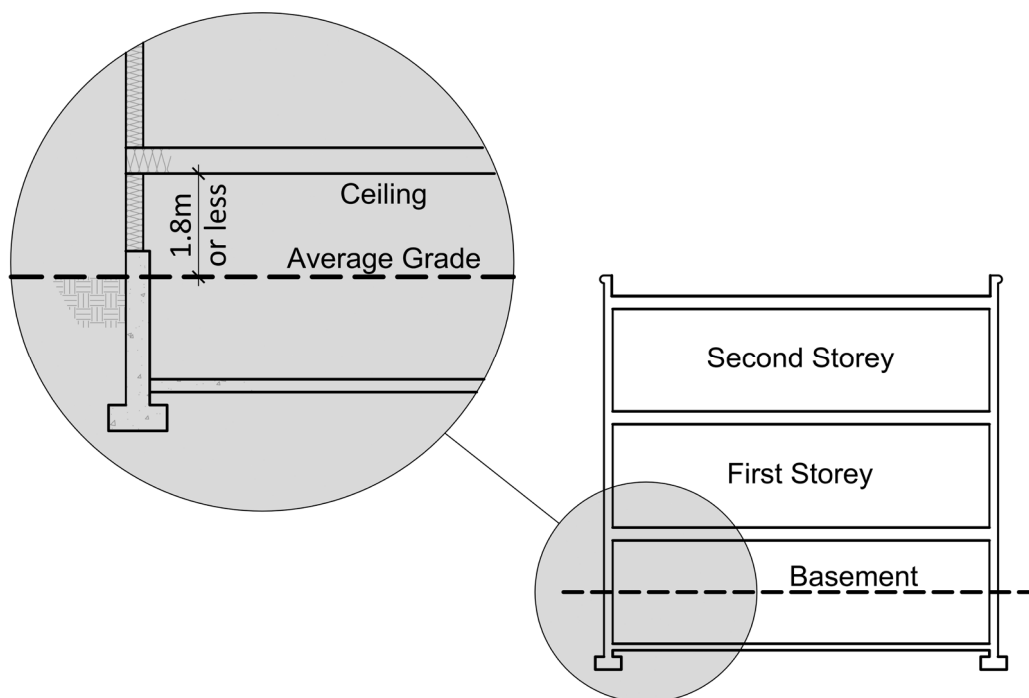 Ceiling
1.8m
or less
Average Grade
Second Storey
First Storey
Basement